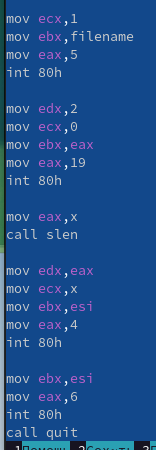 mov ecx,1
mov ebx,filename
mov eax,5
int 80h
mov edx,2
mov ecx,0
mov ebx,eax
mov eax,19
int 80h
mov eax,x
call slen
mov edx,eax
mov ecx,x
mov ebx,esi
mov eax,4
int 80h
mov ebx,esi
mov eax,6
int 80h
call quit